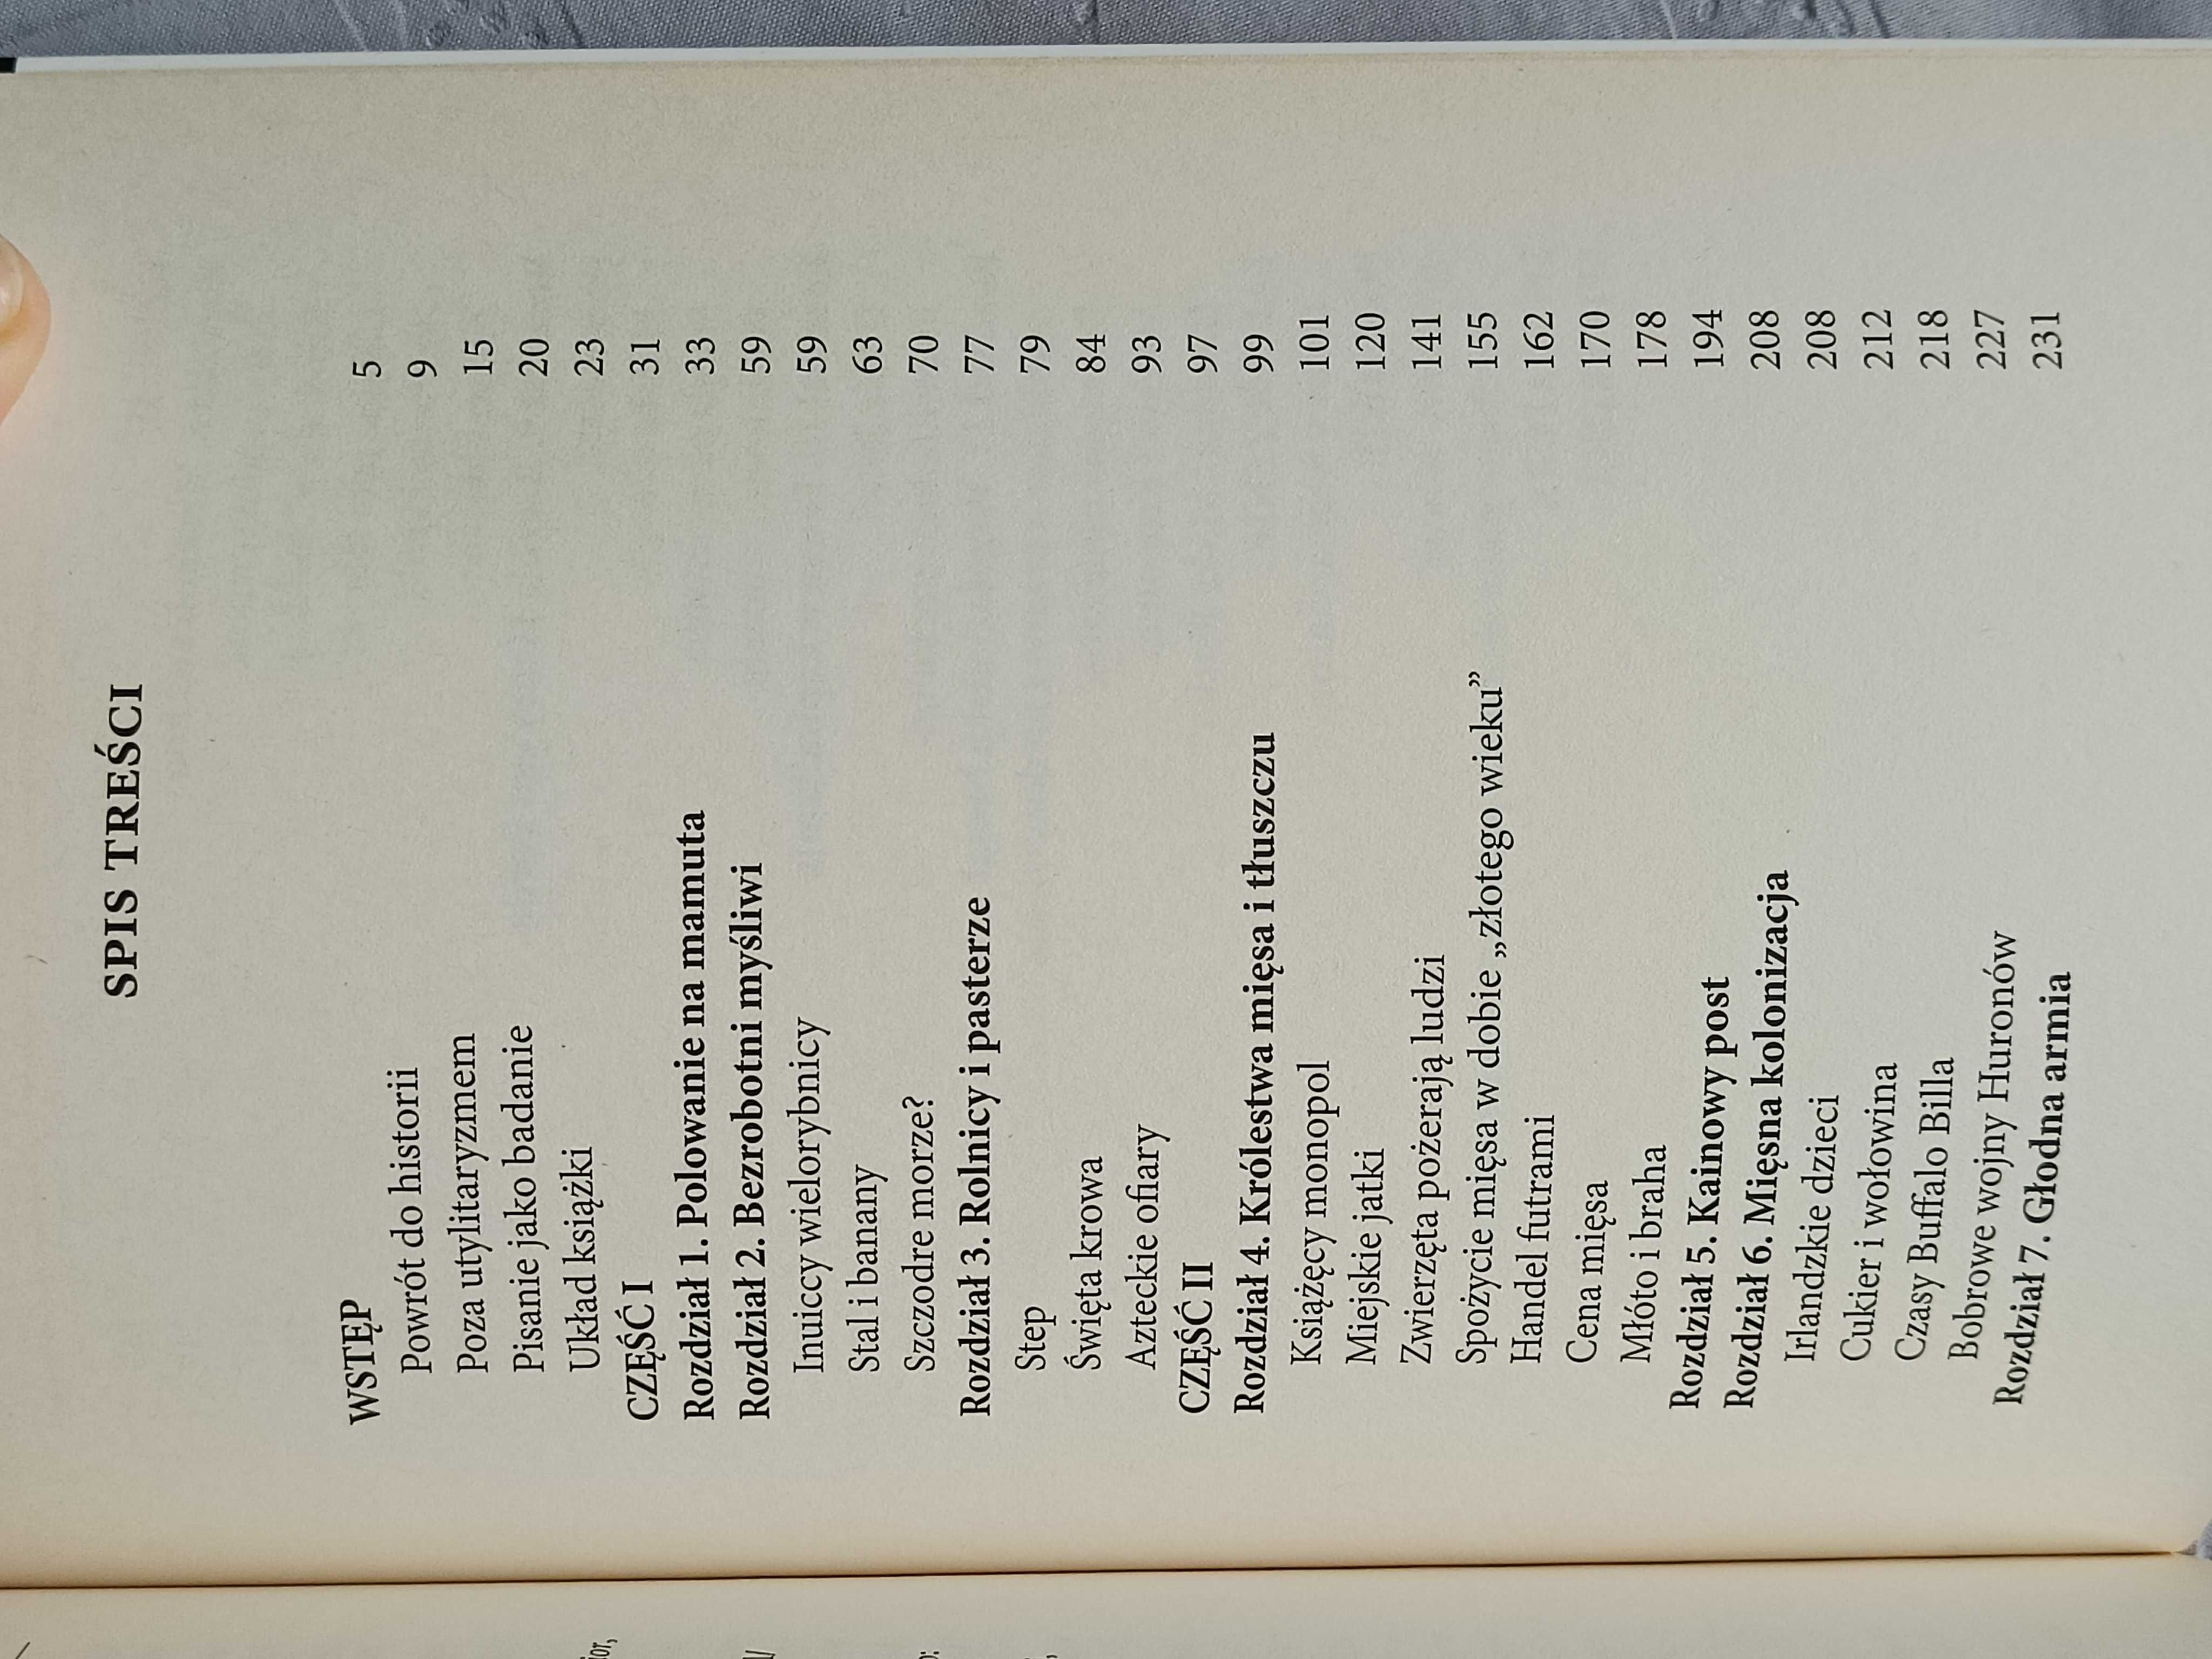 SPIS TREŚCI
WSTĘP 5
Powrót do historii 9
Poza utylitaryzmem 15
Pisanie jako badanie 20
Układ książki 23
CZĘŚĆ I 31
Rozdział 1. Polowanie na mamuta 33
Rozdział 2. Bezrobotni myśliwi 59
Inuiccy wielorybnicy 59
Stal i banany 63
Szczodre morze? 70
Rozdział 3. Rolnicy i pasterze 77
Step 79
Święta krowa 84
Azteckie ofiary 93
CZĘŚĆ II 97
Rozdział 4. Królestwa mięsa i tłuszczu 99
Książęcy monopol 101
Miejskie jatki 120
Zwierzęta pożerają ludzi 141
Spożycie mięsa w dobie „złotego wieku” 155
Handel futrami 162
Cena mięsa 170
Młóto i braha 178
Rozdział 5. Kainowy post 194
Rozdział 6. Mięsna kolonizacja 208
Irlandzkie dzieci 208
Cukier i wołowina 212
Czasy Buffalo Billa 218
Bobrowe wojny Huronów 227
Rozdział 7. Głodna armia 231